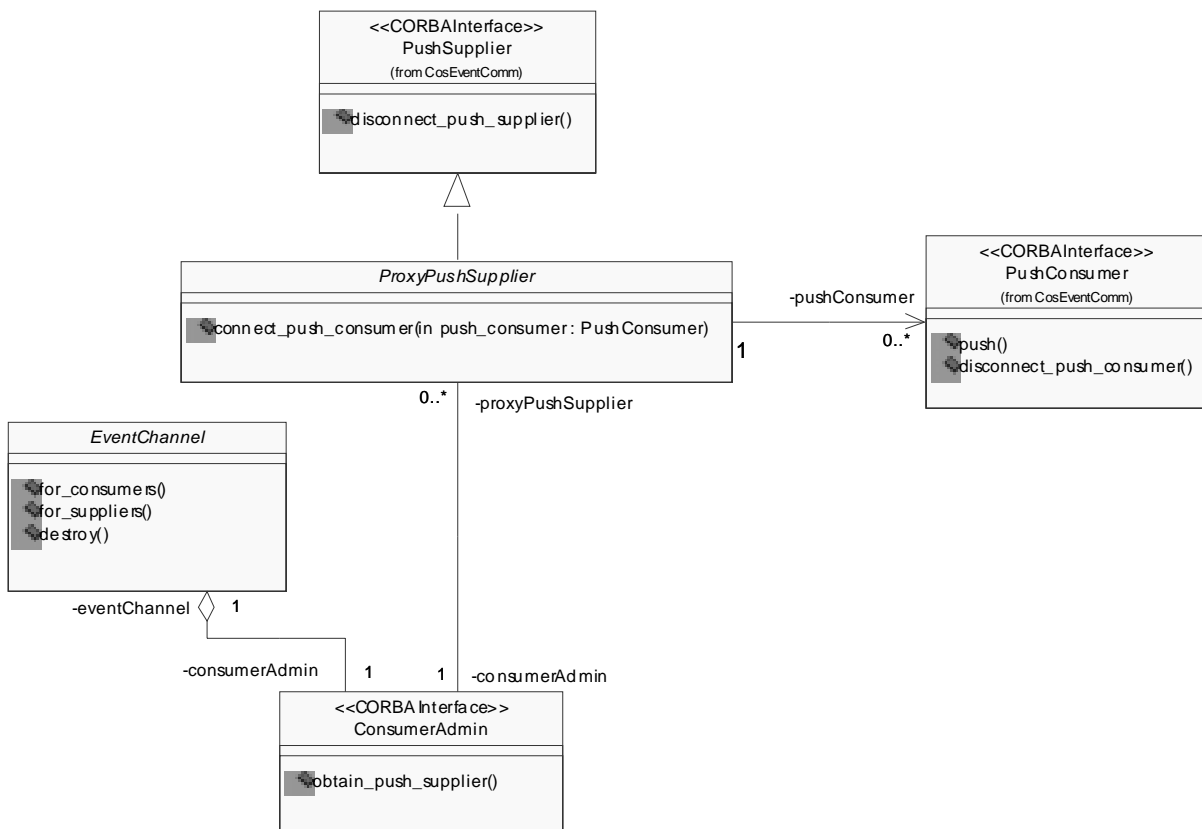 <<CORBAInterface>>
PushSupplier
(from CosEventComm)
disconnect_push_supplier()
ProxyPushSupplier
connect_push_consumer(in push_consumer : PushConsumer)
<<CORBAInterface>>
PushConsumer
(from CosEventComm)
push()
disconnect_push_consumer()
-pushConsumer
1
0..*
0..*
-proxyPushSupplier
EventChannel
for_consumers()
for_suppliers()
destroy()
-eventChannel
1
-consumerAdmin
1
1
-consumerAdmin
<<CORBAInterface>>
ConsumerAdmin
obtain_push_supplier()